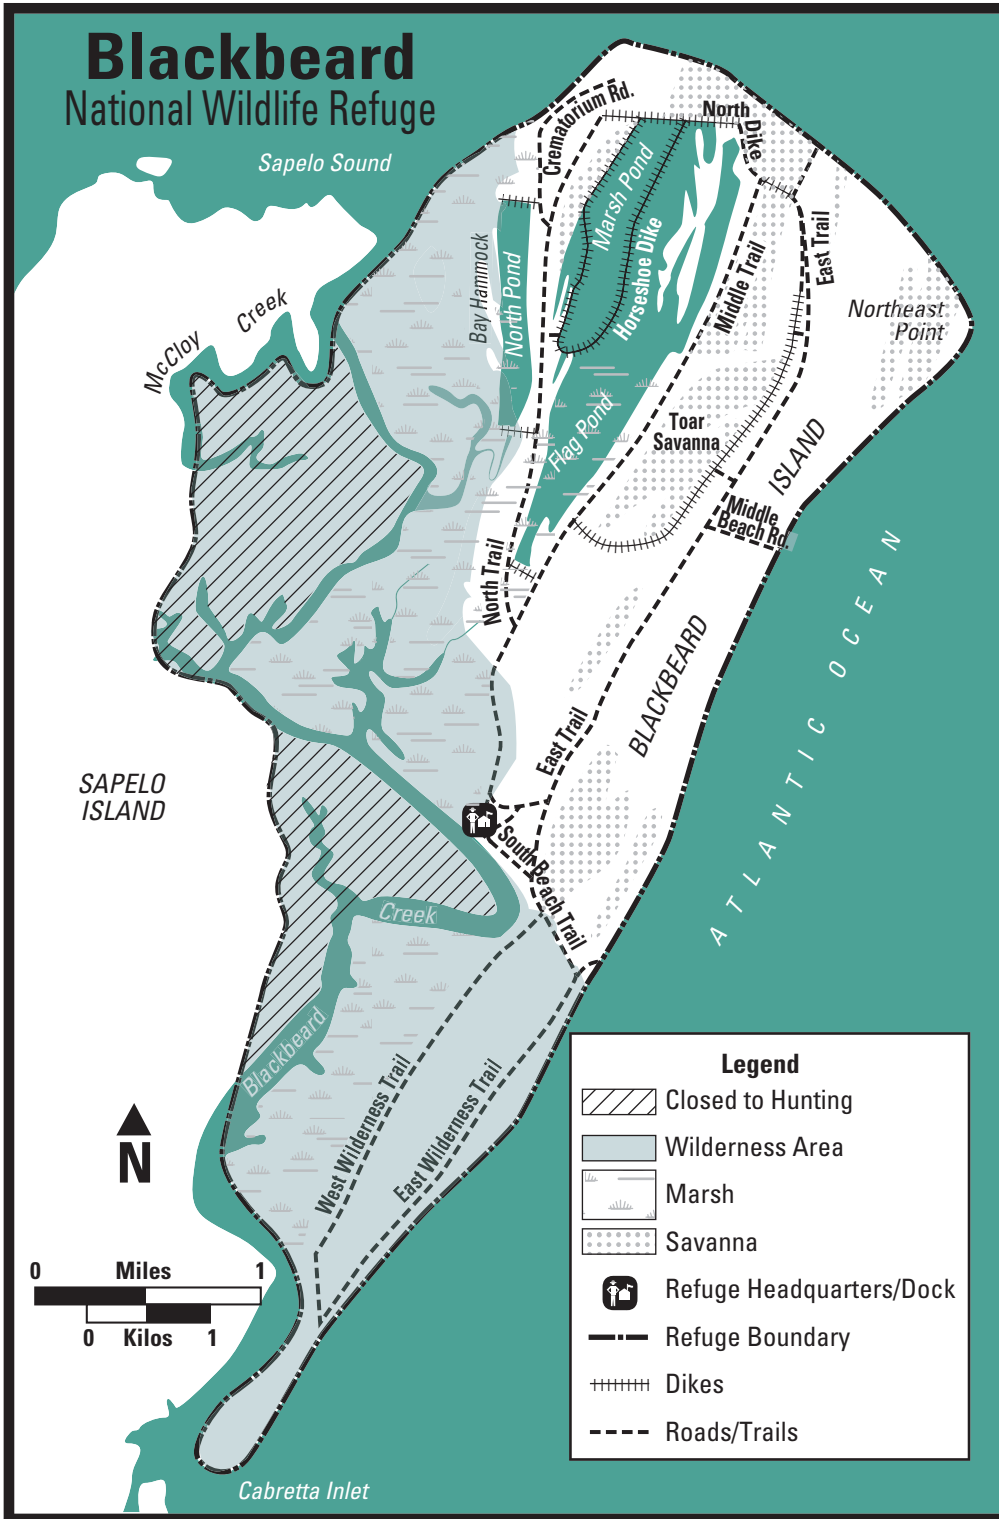 Blackbeard
National Wildlife Refuge
Sapelo Sound
Crematorium Rd.
North
Dike
Marsh Pond
Horseshoe Dike
Bay Hammock
North Pond
Middle Trail
East Trail
Northeast
Point
McCloy
Creek
Flag Pond
Toar
Savanna
ISLAND
Middle
Beach Rd.
North Trail
BLACKBEARD
ATLANTIC OCEAN
East Trail
SAPELO
ISLAND
South Beach Trail
Creek
Blackbeard
West Wilderness Trail
East Wilderness Trail
N
0 Miles 1
0 Kilos 1
Cabretta Inlet
Legend
Closed to Hunting
Wilderness Area
Marsh
Savanna
Refuge Headquarters/Dock
Refuge Boundary
Dikes
Roads/Trails